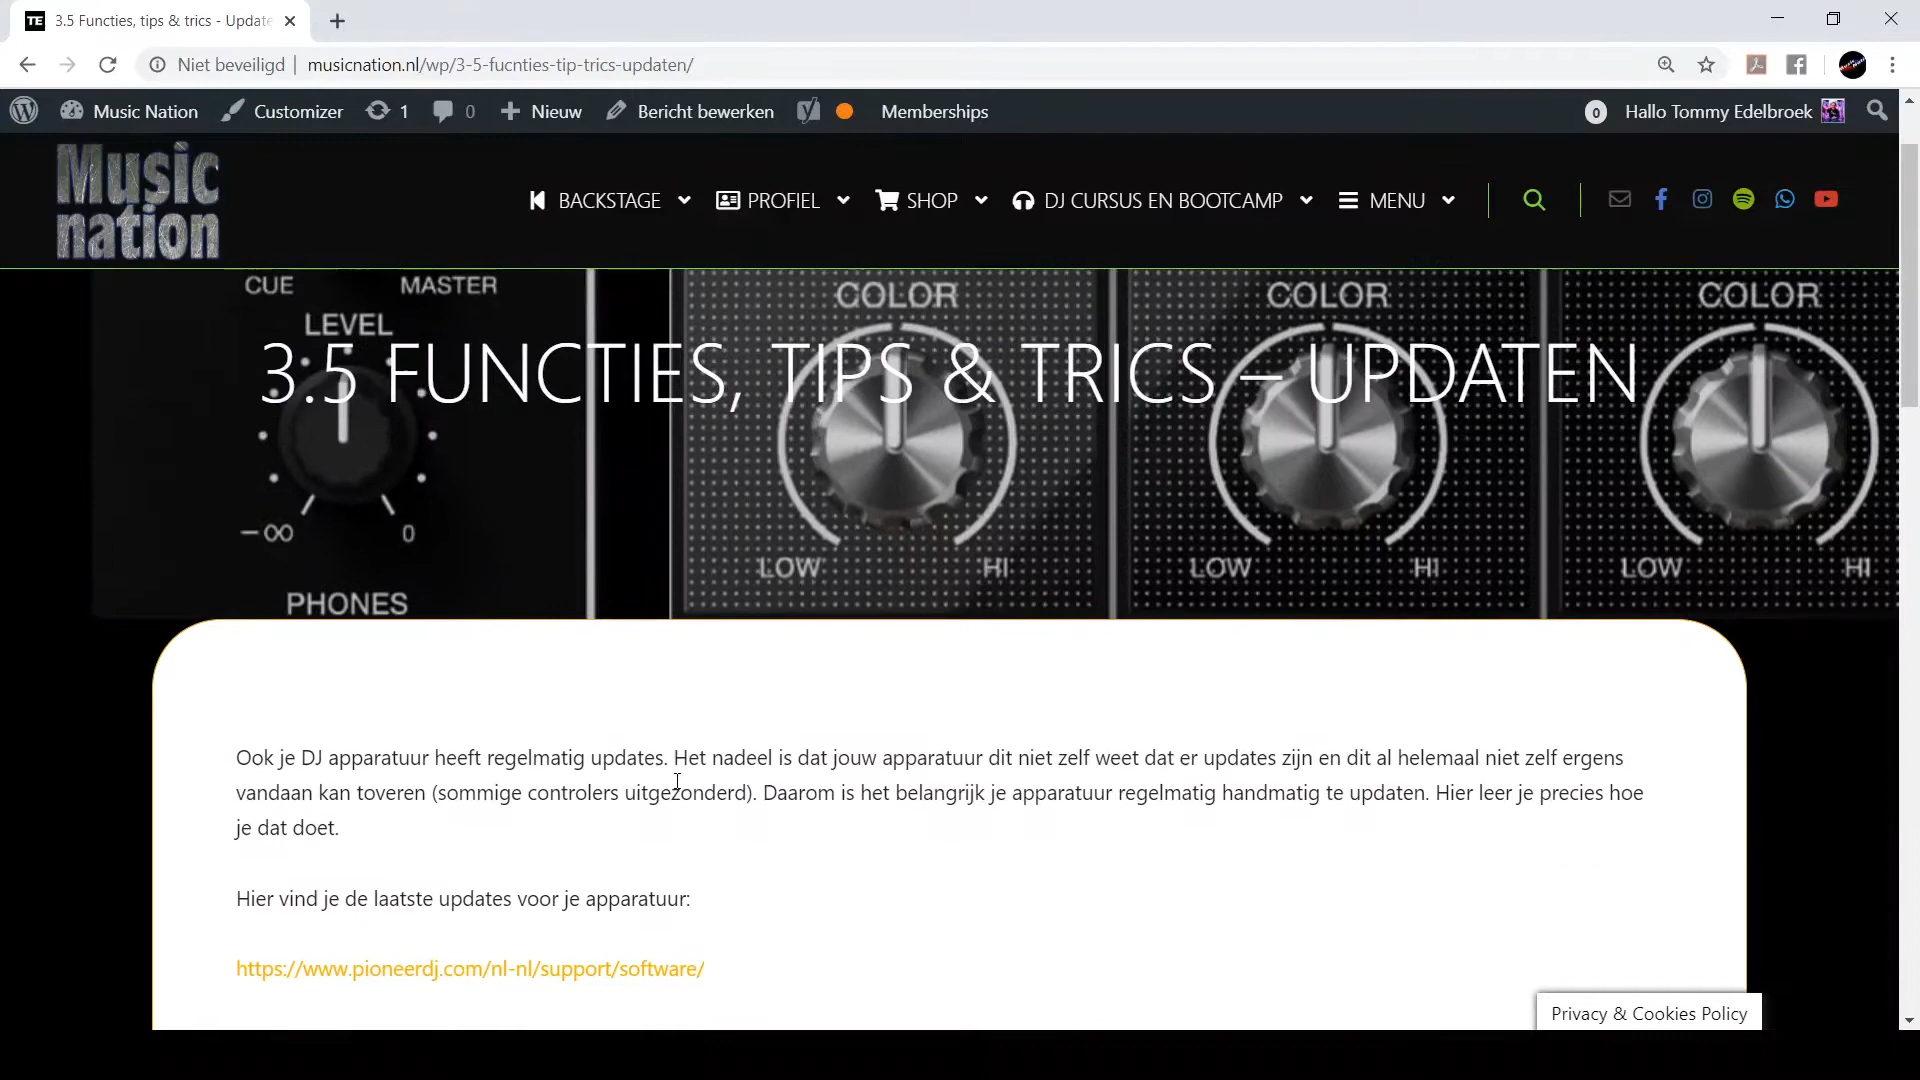 3.5 Functies, tips & trics - Update
Niet beveiligd | musicnation.nl/wp/3-5-fucnties-tip-trics-updaten/
Music Nation Customizer 1 0 Nieuw Bericht bewerken Memberships 0 Hallo Tommy Edelbroek
Music
nation
BACKSTAGE PROFIEL SHOP DJ CURSUS EN BOOTCAMP MENU
CUE MASTER COLOR COLOR COLOR
LEVEL
3.5 FUNCTIES, TIPS & TRICS – UPDATEN
−∞ 0
LOW HI LOW HI LOW HI
PHONES
Ook je DJ apparatuur heeft regelmatig updates. Het nadeel is dat jouw apparatuur dit niet zelf weet dat er updates zijn en dit al helemaal niet zelf ergens
vandaan kan toveren (sommige controlers uitgezonderd). Daarom is het belangrijk je apparatuur regelmatig handmatig te updaten. Hier leer je precies hoe
je dat doet.
Hier vind je de laatste updates voor je apparatuur:
https://www.pioneerdj.com/nl-nl/support/software/
Privacy & Cookies Policy